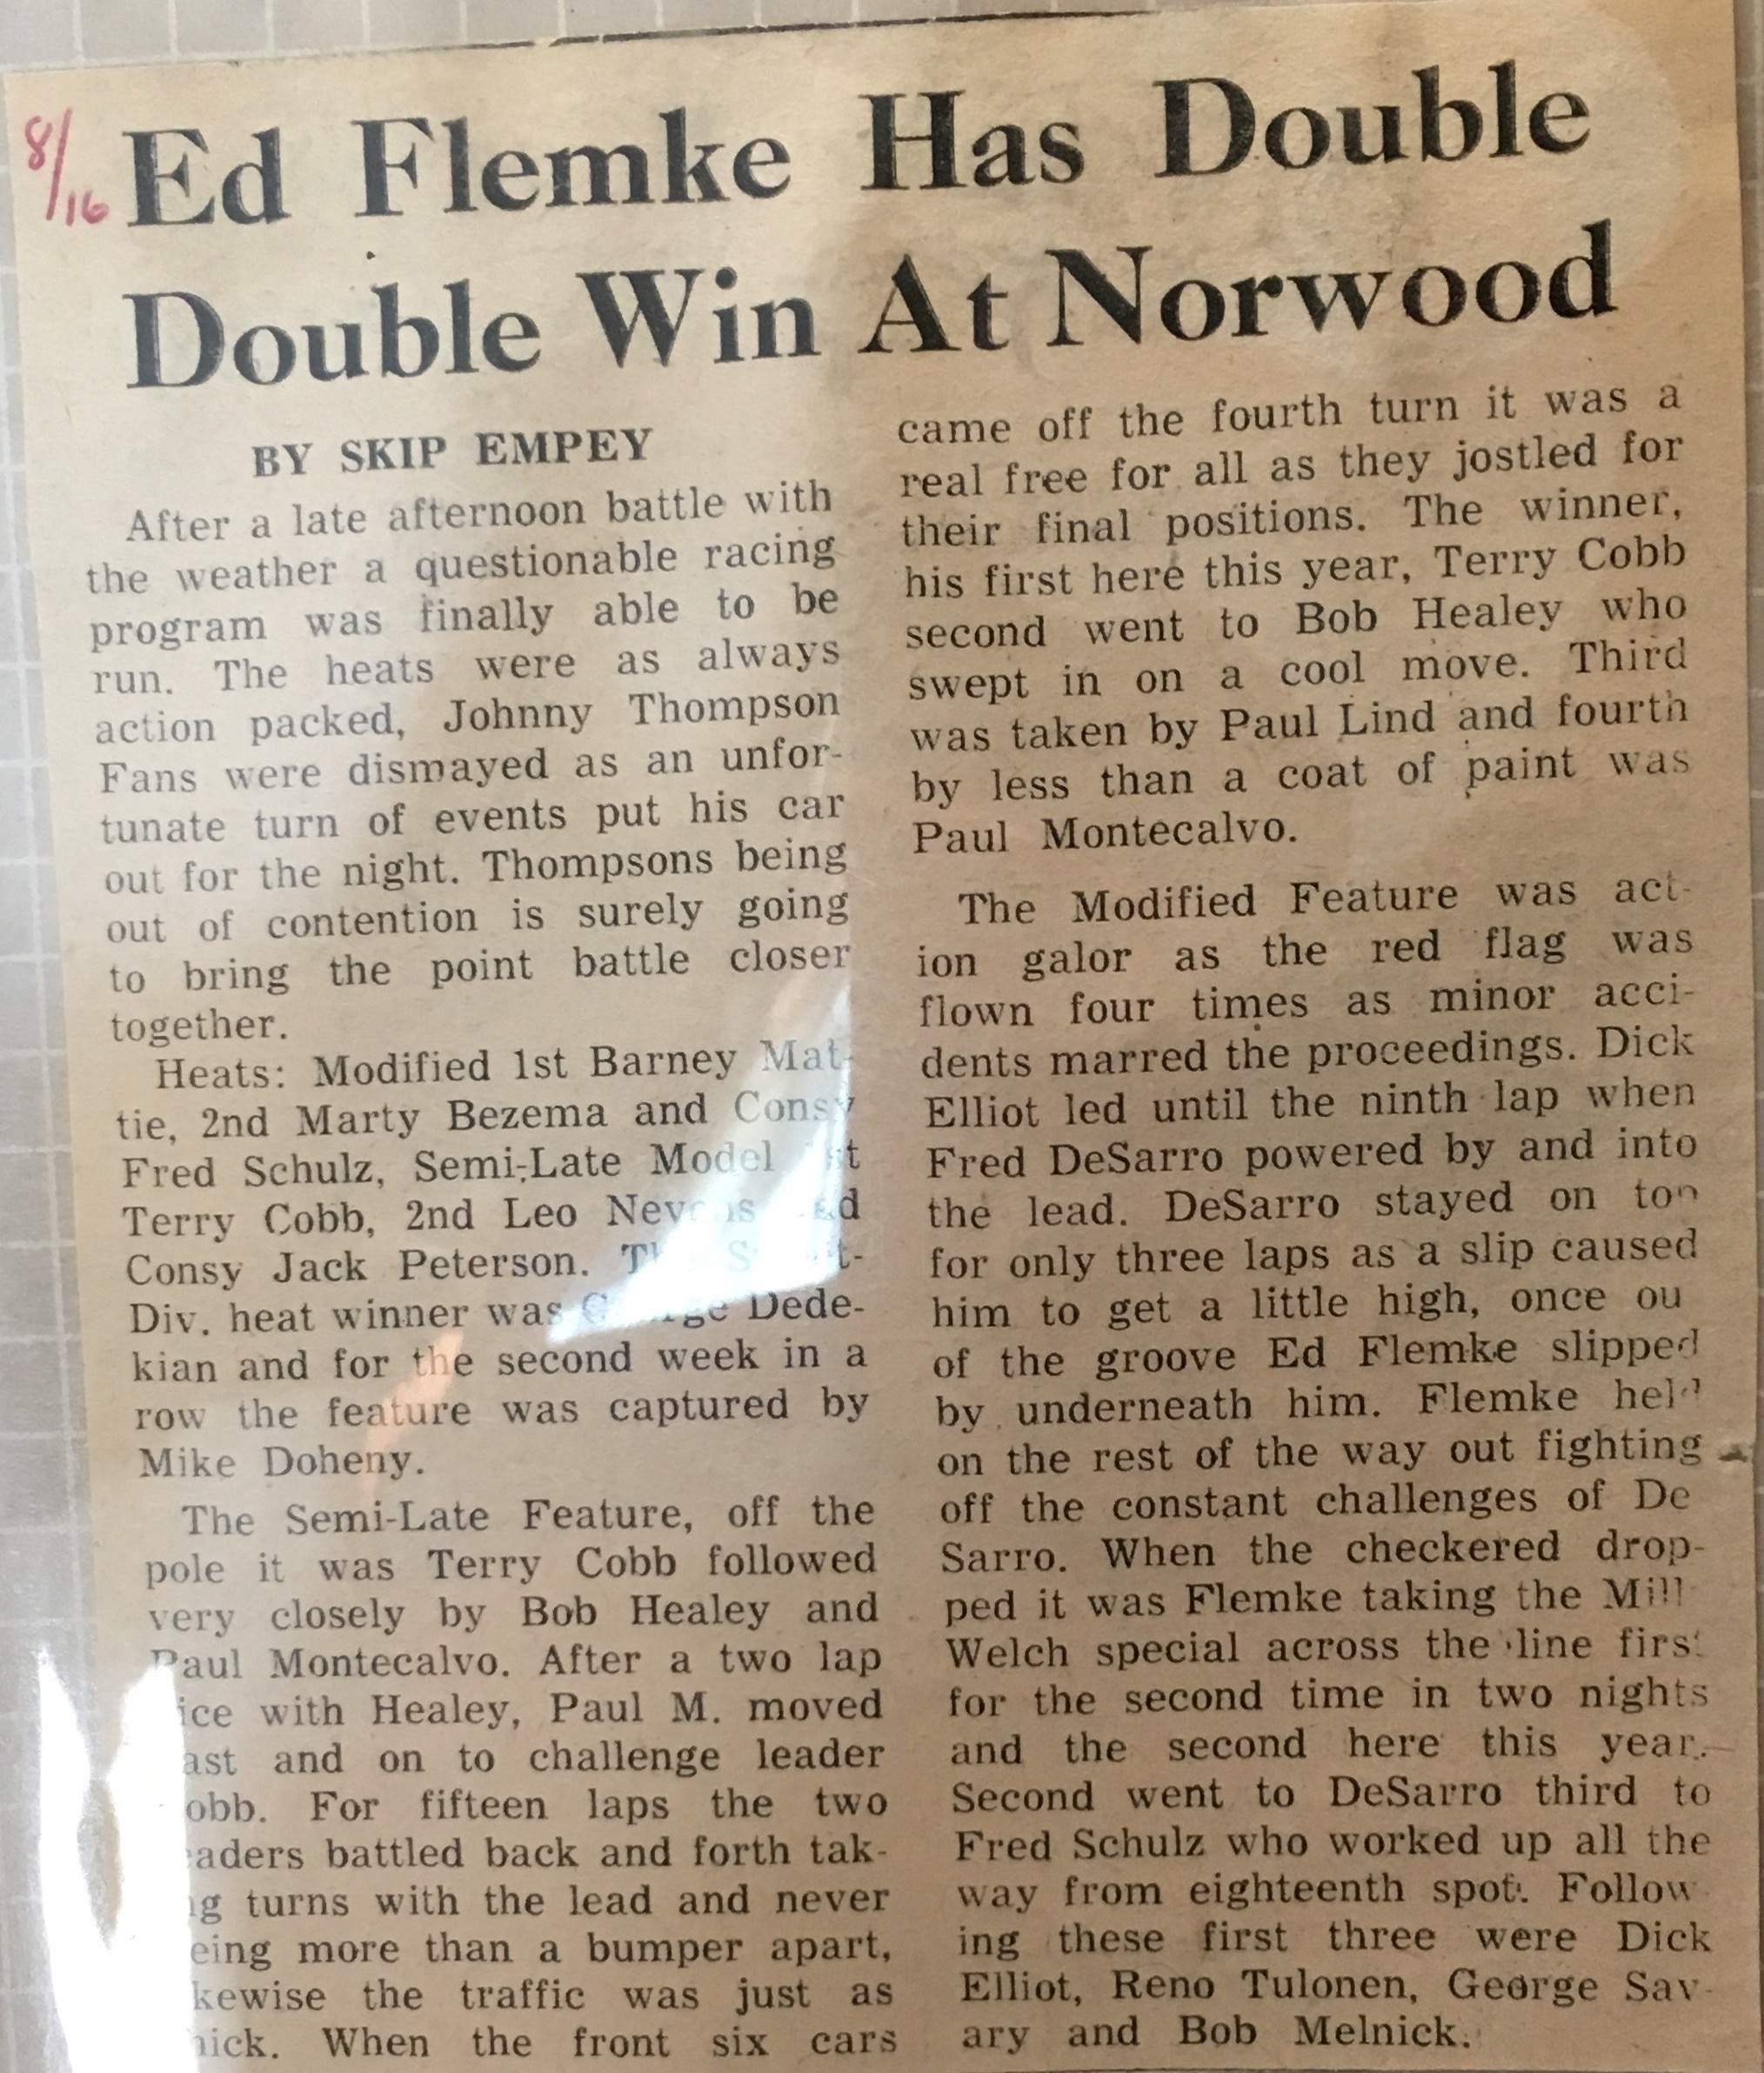 8/16
Ed Flemke Has Double
Double Win At Norwood
BY SKIP EMPEY
After a late afternoon battle with
the weather a questionable racing
program was finally able to be
run. The heats were as always
action packed, Johnny Thompson
Fans were dismayed as an unfor-
tunate turn of events put his car
out for the night. Thompsons being
out of contention is surely going
to bring the point battle closer
together.
Heats: Modified 1st Barney Mat-
tie, 2nd Marty Bezema and Consy
Fred Schulz, Semi-Late Model
Terry Cobb, 2nd Leo
Consy Jack Peterson.
Div. heat winner was George Dede-
kian and for the second week in a
row the feature was captured by
Mike Doheny.
The Semi-Late Feature, off the
pole it was Terry Cobb followed
very closely by Bob Healey and
Paul Montecalvo. After a two lap
with Healey, Paul M. moved
and on to challenge leader
obb. For fifteen laps the two
aders battled back and forth tak-
g turns with the lead and never
eing more than a bumper apart,
kewise the traffic was just as
ick. When the front six cars
came off the fourth turn it was a
real free for all as they jostled for
their final positions. The winner,
his first here this year, Terry Cobb
second went to Bob Healey who
swept in on a cool move. Third
was taken by Paul Lind and fourth
by less than a coat of paint was
Paul Montecalvo.
The Modified Feature was act-
ion galor as the red flag was
flown four times as minor acci-
dents marred the proceedings. Dick
Elliot led until the ninth lap when
Fred DeSarro powered by and into
the lead. DeSarro stayed on top
for only three laps as a slip caused
him to get a little high, once ou
of the groove Ed Flemke slipped
by underneath him. Flemke held
on the rest of the way out fighting
off the constant challenges of De
Sarro. When the checkered drop-
ped it was Flemke taking the Mill
Welch special across the line first
for the second time in two nights
and the second here this year.
Second went to DeSarro third to
Fred Schulz who worked up all the
way from eighteenth spot. Follow
ing these first three were Dick
Elliot, Reno Tulonen, George Sav-
ary and Bob Melnick.